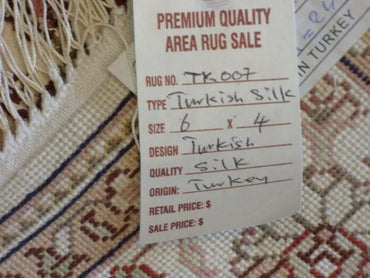 PREMIUM QUALITY
AREA RUG SALE
RUG NO. TK007
TYPE Turkish Silk
SIZE 6 x 4
DESIGN Turkish
QUALITY Silk
ORIGIN: Turkey
RETAIL PRICE: $
SALE PRICE: $
IN TURKEY